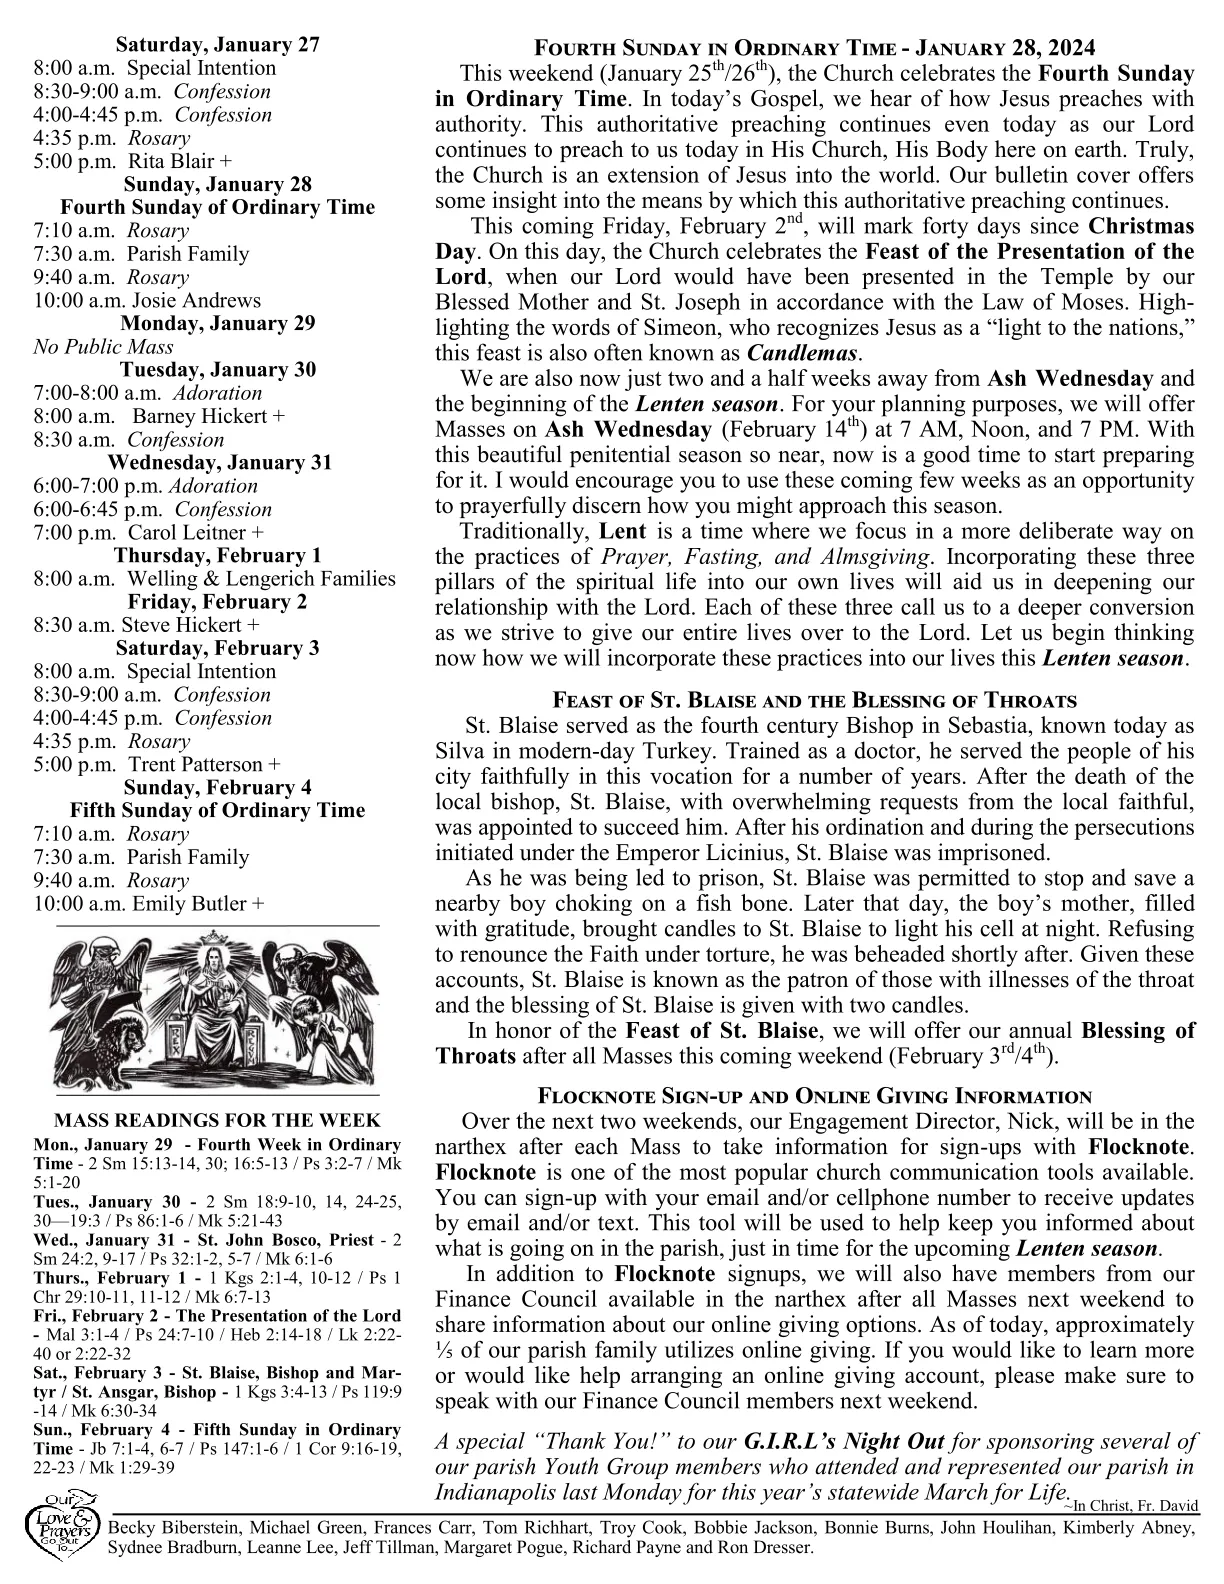 Saturday, January 27
8:00 a.m.  Special Intention
8:30-9:00 a.m.  Confession
4:00-4:45 p.m.  Confession
4:35 p.m.  Rosary
5:00 p.m.  Rita Blair +
Sunday, January 28
Fourth Sunday of Ordinary Time
7:10 a.m.  Rosary
7:30 a.m.  Parish Family
9:40 a.m.  Rosary
10:00 a.m. Josie Andrews
Monday, January 29
No Public Mass
Tuesday, January 30
7:00-8:00 a.m.  Adoration
8:00 a.m.   Barney Hickert +
8:30 a.m.  Confession
Wednesday, January 31
6:00-7:00 p.m. Adoration
6:00-6:45 p.m.  Confession
7:00 p.m.  Carol Leitner +
Thursday, February 1
8:00 a.m.  Welling & Lengerich Families
Friday, February 2
8:30 a.m. Steve Hickert +
Saturday, February 3
8:00 a.m.  Special Intention
8:30-9:00 a.m.  Confession
4:00-4:45 p.m.  Confession
4:35 p.m.  Rosary
5:00 p.m.  Trent Patterson +
Sunday, February 4
Fifth Sunday of Ordinary Time
7:10 a.m.  Rosary
7:30 a.m.  Parish Family
9:40 a.m.  Rosary
10:00 a.m. Emily Butler +
REX REGUM
MASS READINGS FOR THE WEEK
Mon., January 29 - Fourth Week in Ordinary
Time - 2 Sm 15:13-14, 30; 16:5-13 / Ps 3:2-7 / Mk
5:1-20
Tues., January 30 - 2 Sm 18:9-10, 14, 24-25,
30—19:3 / Ps 86:1-6 / Mk 5:21-43
Wed., January 31 - St. John Bosco, Priest - 2
Sm 24:2, 9-17 / Ps 32:1-2, 5-7 / Mk 6:1-6
Thurs., February 1 - 1 Kgs 2:1-4, 10-12 / Ps 1
Chr 29:10-11, 11-12 / Mk 6:7-13
Fri., February 2 - The Presentation of the Lord
- Mal 3:1-4 / Ps 24:7-10 / Heb 2:14-18 / Lk 2:22-
40 or 2:22-32
Sat., February 3 - St. Blaise, Bishop and Mar-
tyr / St. Ansgar, Bishop - 1 Kgs 3:4-13 / Ps 119:9
-14 / Mk 6:30-34
Sun., February 4 - Fifth Sunday in Ordinary
Time - Jb 7:1-4, 6-7 / Ps 147:1-6 / 1 Cor 9:16-19,
22-23 / Mk 1:29-39
FOURTH SUNDAY IN ORDINARY TIME - JANUARY 28, 2024
This weekend (January 25th/26th), the Church celebrates the Fourth Sunday
in Ordinary Time. In today’s Gospel, we hear of how Jesus preaches with
authority. This authoritative preaching continues even today as our Lord
continues to preach to us today in His Church, His Body here on earth. Truly,
the Church is an extension of Jesus into the world. Our bulletin cover offers
some insight into the means by which this authoritative preaching continues.
This coming Friday, February 2nd, will mark forty days since Christmas
Day. On this day, the Church celebrates the Feast of the Presentation of the
Lord, when our Lord would have been presented in the Temple by our
Blessed Mother and St. Joseph in accordance with the Law of Moses. High-
lighting the words of Simeon, who recognizes Jesus as a “light to the nations,”
this feast is also often known as Candlemas.
We are also now just two and a half weeks away from Ash Wednesday and
the beginning of the Lenten season. For your planning purposes, we will offer
Masses on Ash Wednesday (February 14th) at 7 AM, Noon, and 7 PM. With
this beautiful penitential season so near, now is a good time to start preparing
for it. I would encourage you to use these coming few weeks as an opportunity
to prayerfully discern how you might approach this season.
Traditionally, Lent is a time where we focus in a more deliberate way on
the practices of Prayer, Fasting, and Almsgiving. Incorporating these three
pillars of the spiritual life into our own lives will aid us in deepening our
relationship with the Lord. Each of these three call us to a deeper conversion
as we strive to give our entire lives over to the Lord. Let us begin thinking
now how we will incorporate these practices into our lives this Lenten season.
FEAST OF ST. BLAISE AND THE BLESSING OF THROATS
St. Blaise served as the fourth century Bishop in Sebastia, known today as
Silva in modern-day Turkey. Trained as a doctor, he served the people of his
city faithfully in this vocation for a number of years. After the death of the
local bishop, St. Blaise, with overwhelming requests from the local faithful,
was appointed to succeed him. After his ordination and during the persecutions
initiated under the Emperor Licinius, St. Blaise was imprisoned.
As he was being led to prison, St. Blaise was permitted to stop and save a
nearby boy choking on a fish bone. Later that day, the boy’s mother, filled
with gratitude, brought candles to St. Blaise to light his cell at night. Refusing
to renounce the Faith under torture, he was beheaded shortly after. Given these
accounts, St. Blaise is known as the patron of those with illnesses of the throat
and the blessing of St. Blaise is given with two candles.
In honor of the Feast of St. Blaise, we will offer our annual Blessing of
Throats after all Masses this coming weekend (February 3rd/4th).
FLOCKNOTE SIGN-UP AND ONLINE GIVING INFORMATION
Over the next two weekends, our Engagement Director, Nick, will be in the
narthex after each Mass to take information for sign-ups with Flocknote.
Flocknote is one of the most popular church communication tools available.
You can sign-up with your email and/or cellphone number to receive updates
by email and/or text. This tool will be used to help keep you informed about
what is going on in the parish, just in time for the upcoming Lenten season.
In addition to Flocknote signups, we will also have members from our
Finance Council available in the narthex after all Masses next weekend to
share information about our online giving options. As of today, approximately
⅕ of our parish family utilizes online giving. If you would like to learn more
or would like help arranging an online giving account, please make sure to
speak with our Finance Council members next weekend.
A special “Thank You!” to our G.I.R.L’s Night Out for sponsoring several of
our parish Youth Group members who attended and represented our parish in
Indianapolis last Monday for this year’s statewide March for Life.
~In Christ, Fr. David
Our
Love &
Prayers
Go Out
To...
Becky Biberstein, Michael Green, Frances Carr, Tom Richhart, Troy Cook, Bobbie Jackson, Bonnie Burns, John Houlihan, Kimberly Abney,
Sydnee Bradburn, Leanne Lee, Jeff Tillman, Margaret Pogue, Richard Payne and Ron Dresser.